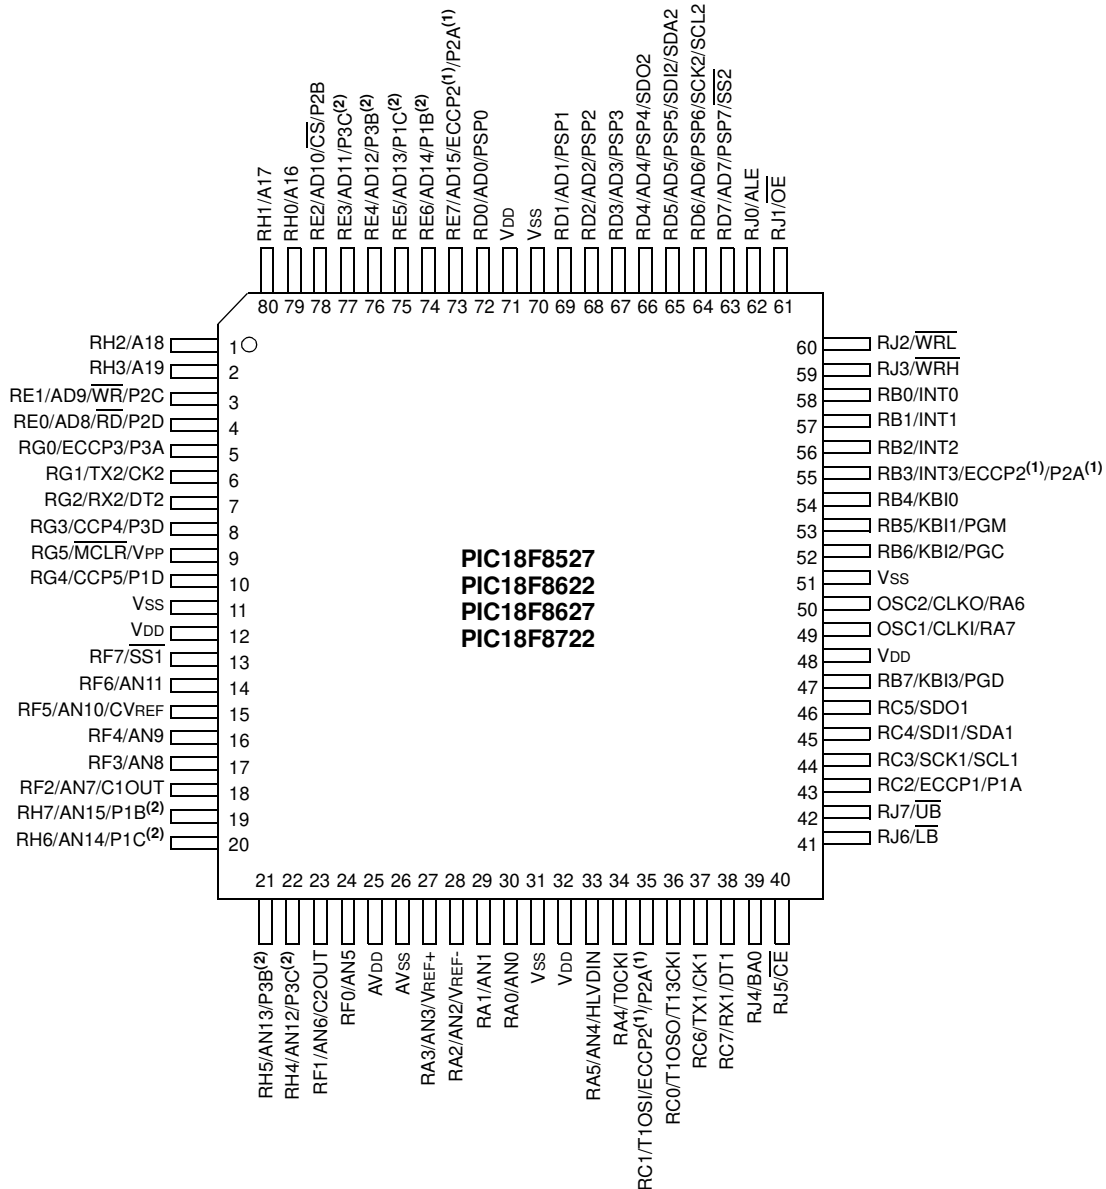 RH1/A17
RH0/A16
RE2/AD10/C̅S̅/P2B
RE3/AD11/P3C(2)
RE4/AD12/P3B(2)
RE5/AD13/P1C(2)
RE6/AD14/P1B(2)
RE7/AD15/ECCP2(1)/P2A(1)
RD0/AD0/PSP0
VDD
VSS
RD1/AD1/PSP1
RD2/AD2/PSP2
RD3/AD3/PSP3
RD4/AD4/PSP4/SDO2
RD5/AD5/PSP5/SDI2/SDA2
RD6/AD6/PSP6/SCK2/SCL2
RD7/AD7/PSP7/S̅S̅2̅
RJ0/ALE
RJ1/O̅E̅
80 79 78 77 76 75 74 73 72 71 70 69 68 67 66 65 64 63 62 61
RH2/A18 1
RH3/A19 2
RE1/AD9/W̅R̅/P2C 3
RE0/AD8/R̅D̅/P2D 4
RG0/ECCP3/P3A 5
RG1/TX2/CK2 6
RG2/RX2/DT2 7
RG3/CCP4/P3D 8
RG5/M̅C̅L̅R̅/VPP 9
RG4/CCP5/P1D 10
VSS 11
VDD 12
RF7/S̅S̅1̅ 13
RF6/AN11 14
RF5/AN10/CVREF 15
RF4/AN9 16
RF3/AN8 17
RF2/AN7/C1OUT 18
RH7/AN15/P1B(2) 19
RH6/AN14/P1C(2) 20
PIC18F8527
PIC18F8622
PIC18F8627
PIC18F8722
60 RJ2/W̅R̅L̅
59 RJ3/W̅R̅H̅
58 RB0/INT0
57 RB1/INT1
56 RB2/INT2
55 RB3/INT3/ECCP2(1)/P2A(1)
54 RB4/KBI0
53 RB5/KBI1/PGM
52 RB6/KBI2/PGC
51 VSS
50 OSC2/CLKO/RA6
49 OSC1/CLKI/RA7
48 VDD
47 RB7/KBI3/PGD
46 RC5/SDO1
45 RC4/SDI1/SDA1
44 RC3/SCK1/SCL1
43 RC2/ECCP1/P1A
42 RJ7/U̅B̅
41 RJ6/L̅B̅
21 22 23 24 25 26 27 28 29 30 31 32 33 34 35 36 37 38 39 40
RH5/AN13/P3B(2)
RH4/AN12/P3C(2)
RF1/AN6/C2OUT
RF0/AN5
AVDD
AVSS
RA3/AN3/VREF+
RA2/AN2/VREF-
RA1/AN1
RA0/AN0
VSS
VDD
RA5/AN4/HLVDIN
RA4/T0CKI
RC1/T1OSI/ECCP2(1)/P2A(1)
RC0/T1OSO/T13CKI
RC6/TX1/CK1
RC7/RX1/DT1
RJ4/BA0
RJ5/C̅E̅